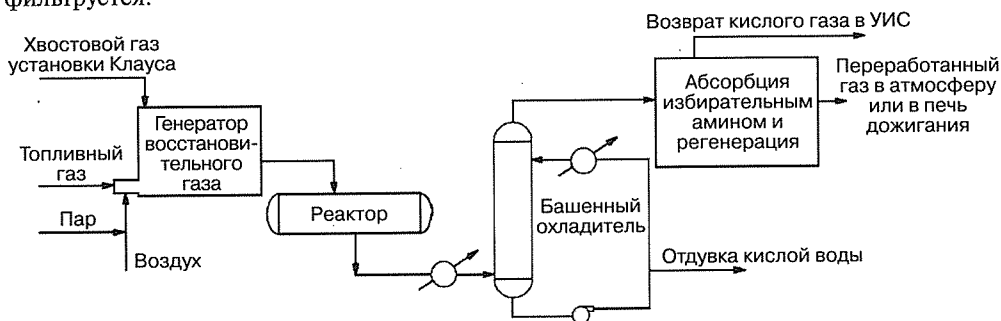 фильтруется.
Хвостовой газ
установки Клауса
Возврат кислого газа в УИС
Генератор
восстанови-
тельного
газа
Абсорбция
избирательным
амином и
регенерация
Переработанный
газ в атмосферу
или в печь
дожигания
Топливный
газ
Пар
Воздух
Реактор
Башенный
охладитель
Отдувка кислой воды